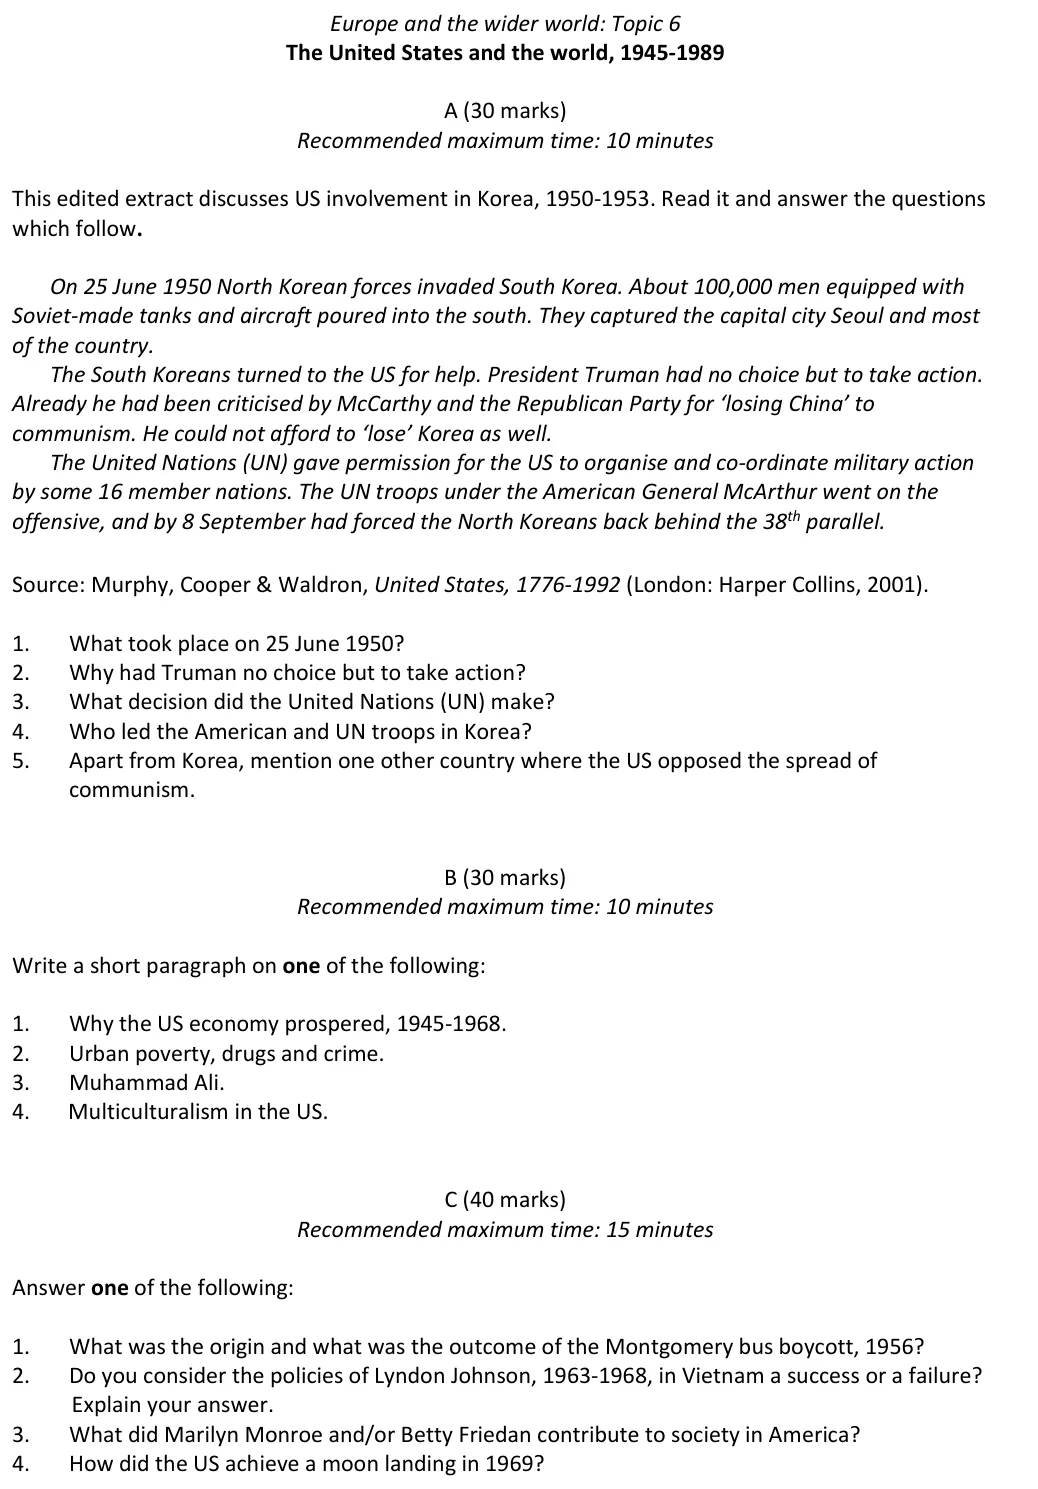 Europe and the wider world: Topic 6
The United States and the world, 1945-1989
A (30 marks)
Recommended maximum time: 10 minutes
This edited extract discusses US involvement in Korea, 1950-1953. Read it and answer the questions
which follow.
On 25 June 1950 North Korean forces invaded South Korea. About 100,000 men equipped with
Soviet-made tanks and aircraft poured into the south. They captured the capital city Seoul and most
of the country.
The South Koreans turned to the US for help. President Truman had no choice but to take action.
Already he had been criticised by McCarthy and the Republican Party for ‘losing China’ to
communism. He could not afford to ‘lose’ Korea as well.
The United Nations (UN) gave permission for the US to organise and co-ordinate military action
by some 16 member nations. The UN troops under the American General McArthur went on the
offensive, and by 8 September had forced the North Koreans back behind the 38th parallel.
Source: Murphy, Cooper & Waldron, United States, 1776-1992 (London: Harper Collins, 2001).
1. What took place on 25 June 1950?
2. Why had Truman no choice but to take action?
3. What decision did the United Nations (UN) make?
4. Who led the American and UN troops in Korea?
5. Apart from Korea, mention one other country where the US opposed the spread of
communism.
B (30 marks)
Recommended maximum time: 10 minutes
Write a short paragraph on one of the following:
1. Why the US economy prospered, 1945-1968.
2. Urban poverty, drugs and crime.
3. Muhammad Ali.
4. Multiculturalism in the US.
C (40 marks)
Recommended maximum time: 15 minutes
Answer one of the following:
1. What was the origin and what was the outcome of the Montgomery bus boycott, 1956?
2. Do you consider the policies of Lyndon Johnson, 1963-1968, in Vietnam a success or a failure?
Explain your answer.
3. What did Marilyn Monroe and/or Betty Friedan contribute to society in America?
4. How did the US achieve a moon landing in 1969?